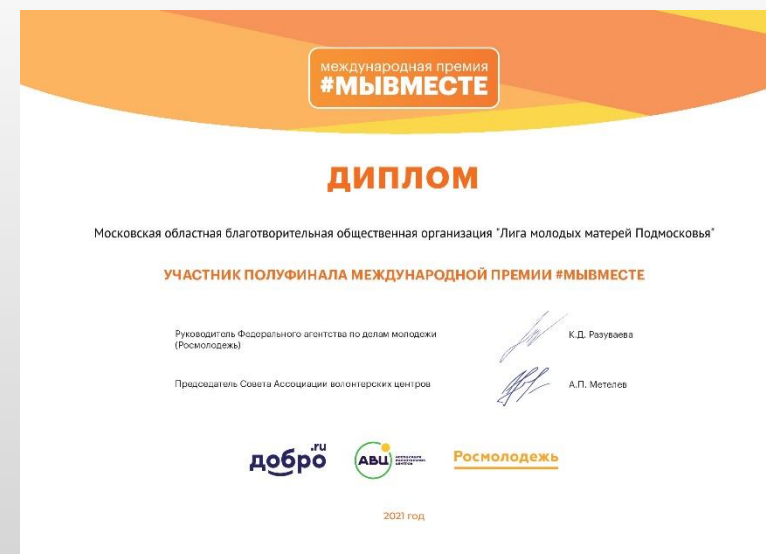 международная премия
#МЫВМЕСТЕ
ДИПЛОМ
Московская областная благотворительная общественная организация "Лига молодых матерей Подмосковья"
УЧАСТНИК ПОЛУФИНАЛА МЕЖДУНАРОДНОЙ ПРЕМИИ #МЫВМЕСТЕ
Руководитель Федерального агентства по делам молодежи
(Росмолодежь)
К.Д. Разуваева
Председатель Совета Ассоциации волонтерских центров
А.П. Метелев
добро.ru
АВЦ
Росмолодежь
2021 год